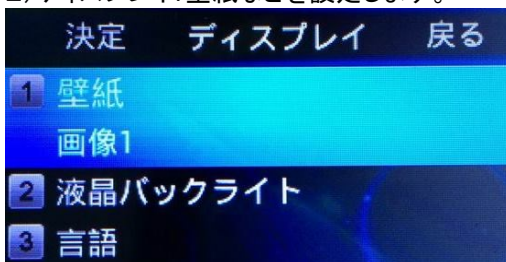 決定 ディスプレイ 戻る
1 壁紙
画像1
2 液晶バックライト
3 言語